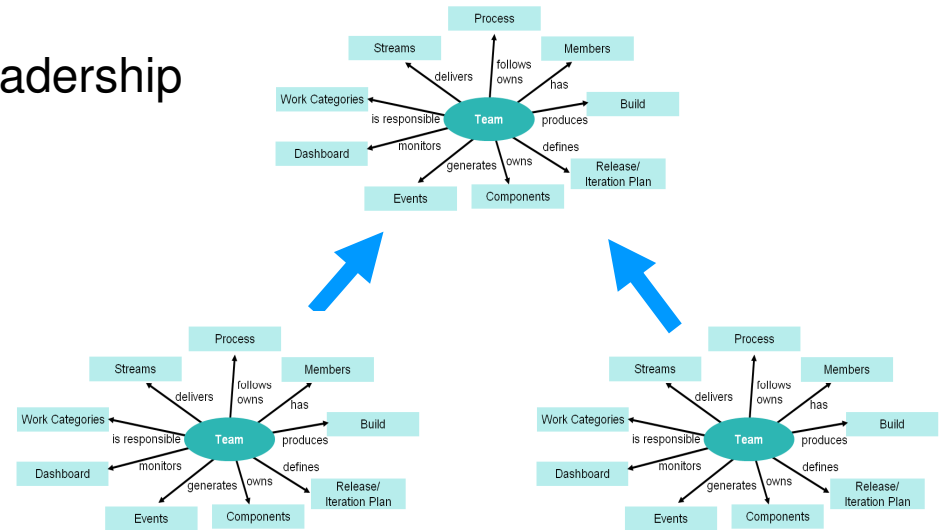 adership
Process
Streams
Members
follows
owns
delivers
has
Work Categories
Build
Team
is responsible
produces
Dashboard
monitors
defines
generates
owns
Release/
Iteration Plan
Events
Components
Process
Streams
Members
follows
owns
delivers
has
Work Categories
Build
Team
is responsible
produces
Dashboard
monitors
defines
generates
owns
Release/
Iteration Plan
Events
Components
Process
Streams
Members
follows
owns
delivers
has
Work Categories
Build
Team
is responsible
produces
Dashboard
monitors
defines
generates
owns
Release/
Iteration Plan
Events
Components